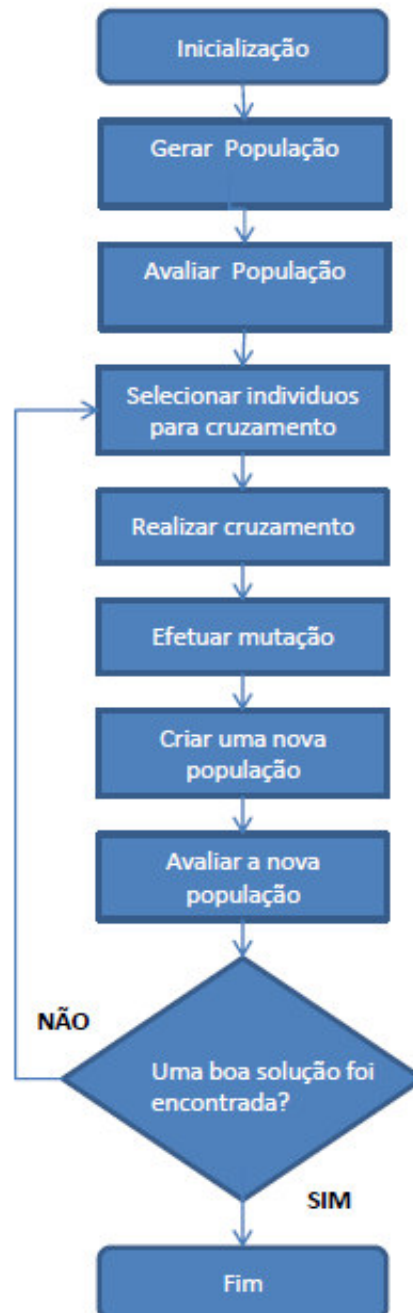 Inicialização
Gerar População
Avaliar População
Selecionar individuos
para cruzamento
Realizar cruzamento
Efetuar mutação
Criar uma nova
população
Avaliar a nova
população
NÃO
Uma boa solução foi
encontrada?
SIM
Fim